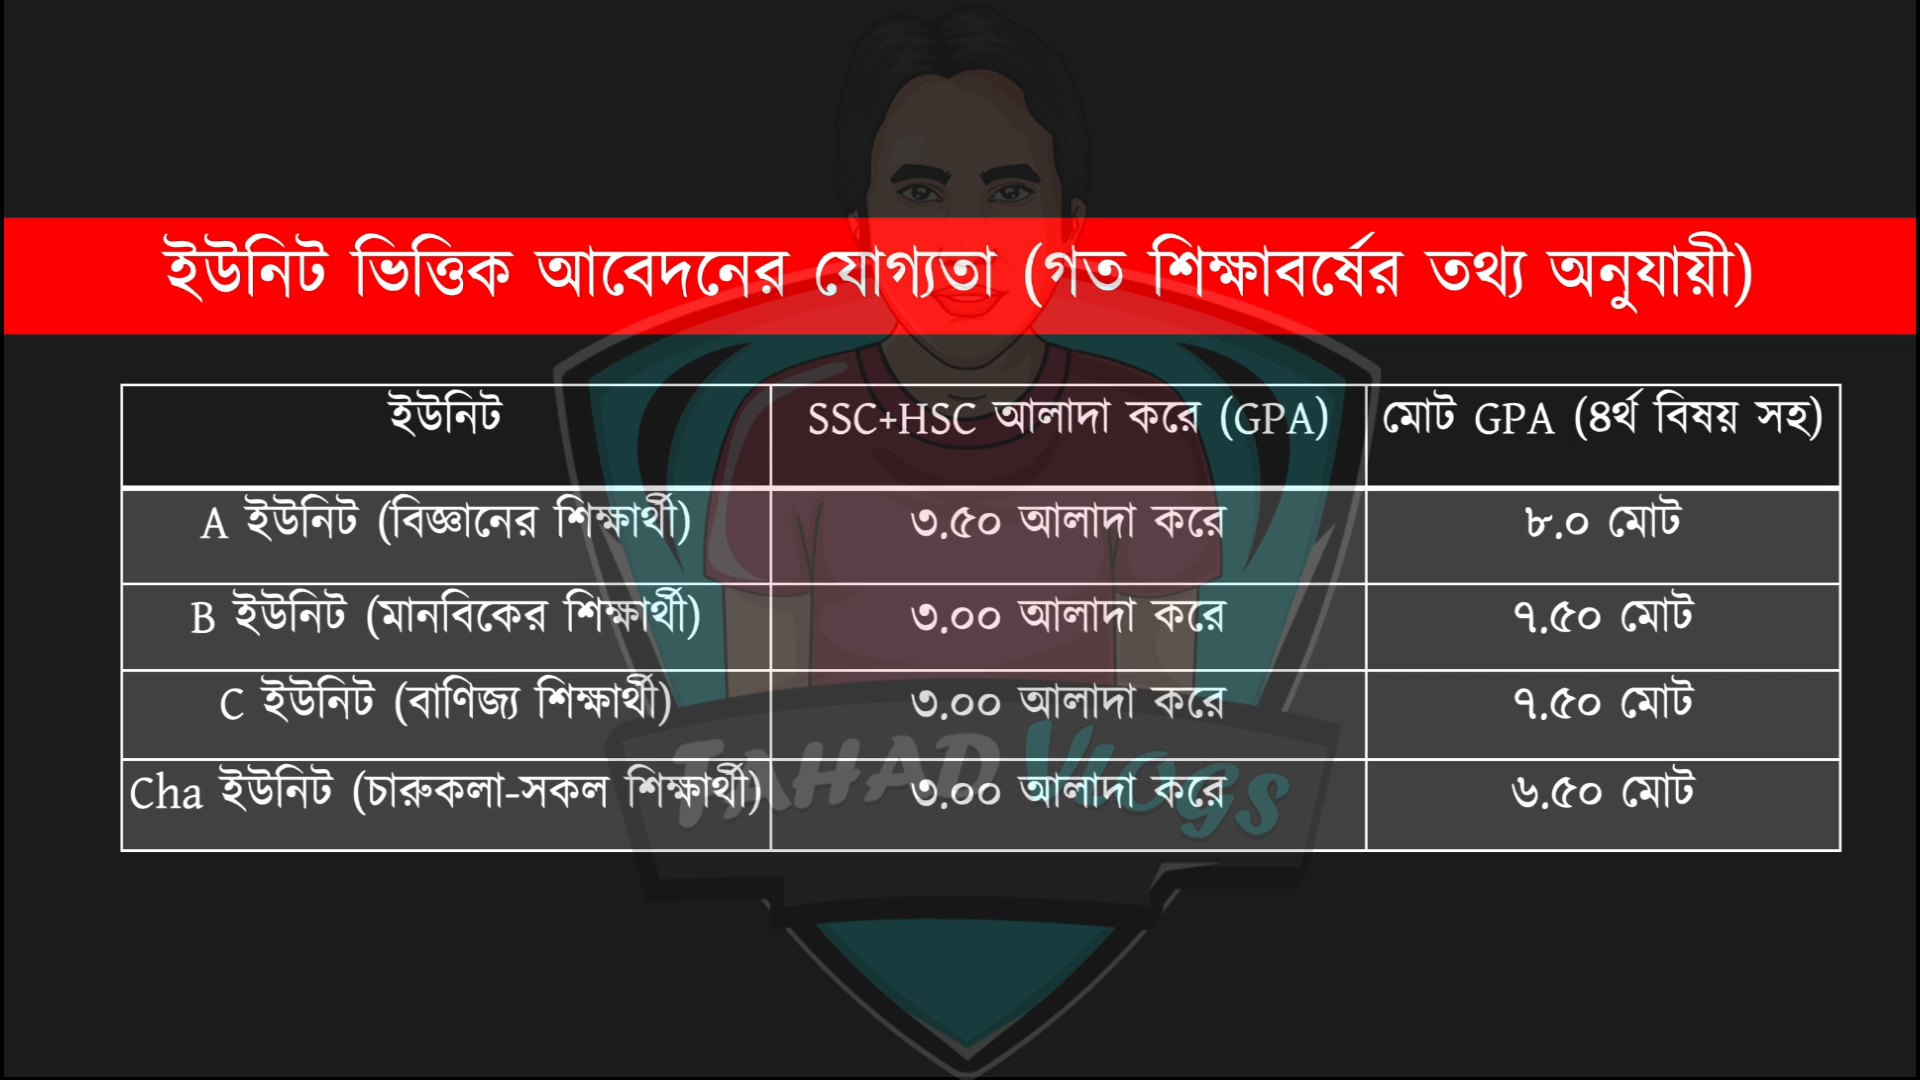 ইউনিট ভিত্তিক আবেদনের যোগ্যতা (গত শিক্ষাবর্ষের তথ্য অনুযায়ী)
ইউনিট SSC+HSC আলাদা করে (GPA) মোট GPA (৪র্থ বিষয় সহ)
A ইউনিট (বিজ্ঞানের শিক্ষার্থী) ৩.৫০ আলাদা করে ৮.০ মোট
B ইউনিট (মানবিকের শিক্ষার্থী) ৩.০০ আলাদা করে ৭.৫০ মোট
C ইউনিট (বাণিজ্য শিক্ষার্থী) ৩.০০ আলাদা করে ৭.৫০ মোট
Cha ইউনিট (চারুকলা-সকল শিক্ষার্থী) ৩.০০ আলাদা করে ৬.৫০ মোট
FAHAD Vlogs